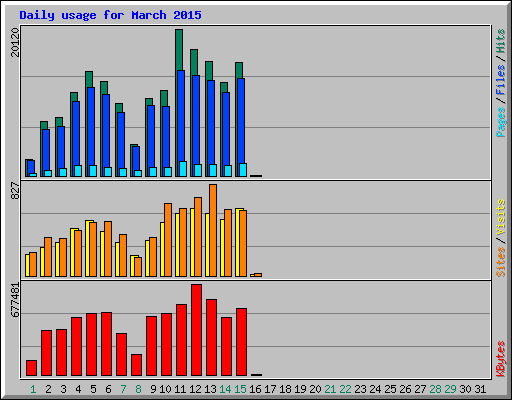 Daily usage for March 2015
20120
Pages / Files / Hits
827
Sites / Visits
677481
KBytes
1 2 3 4 5 6 7 8 9 10 11 12 13 14 15 16 17 18 19 20 21 22 23 24 25 26 27 28 29 30 31